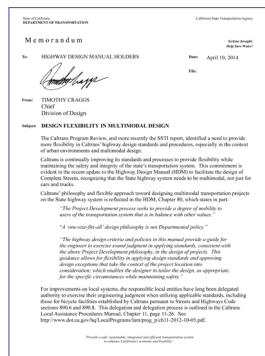 State of California
California State Transportation Agency
DEPARTMENT OF TRANSPORTATION
Memorandum
Serious drought.
Help Save Water!
To: HIGHWAY DESIGN MANUAL HOLDERS
Date: April 10, 2014
File:
From: TIMOTHY CRAGGS
Chief
Division of Design
Subject: DESIGN FLEXIBILITY IN MULTIMODAL DESIGN
The Caltrans Program Review, and more recently the SSTI report, identified a need to provide
more flexibility in Caltrans' highway design standards and procedures, especially in the context
of urban environments and multimodal design.
Caltrans is continually improving its standards and processes to provide flexibility while
maintaining the safety and integrity of the state's transportation system. This commitment is
evident in the recent update to the Highway Design Manual (HDM) to facilitate the design of
Complete Streets, recognizing that the State highway system needs to be multimodal, not just for
cars and trucks.
Caltrans' philosophy and flexible approach toward designing multimodal transportation projects
on the State highway system is reflected in the HDM, Chapter 80, which states in part:
"The Project Development process seeks to provide a degree of mobility to
users of the transportation system that is in balance with other values."
"A 'one-size-fits-all' design philosophy is not Departmental policy."
"The highway design criteria and policies in this manual provide a guide for
the engineer to exercise sound judgment in applying standards, consistent with
the above Project Development philosophy, in the design of projects. This
guidance allows for flexibility in applying design standards and approving
design exceptions that take the context of the project location into
consideration; which enables the designer to tailor the design, as appropriate,
for the specific circumstances while maintaining safety."
For improvements on local systems, the responsible local entities have long been delegated
authority to exercise their engineering judgment when utilizing applicable standards, including
those for bicycle facilities established by Caltrans pursuant to Streets and Highways Code
sections 890.6 and 890.8. This delegation and delegation process is outlined in the Caltrans
Local Assistance Procedures Manual, Chapter 11, page 11-26. See
http://www.dot.ca.gov/hq/LocalPrograms/lam/prog_p/ch11-2012-10-05.pdf.
"Provide a safe, sustainable, integrated and efficient transportation system
to enhance California's economy and livability"